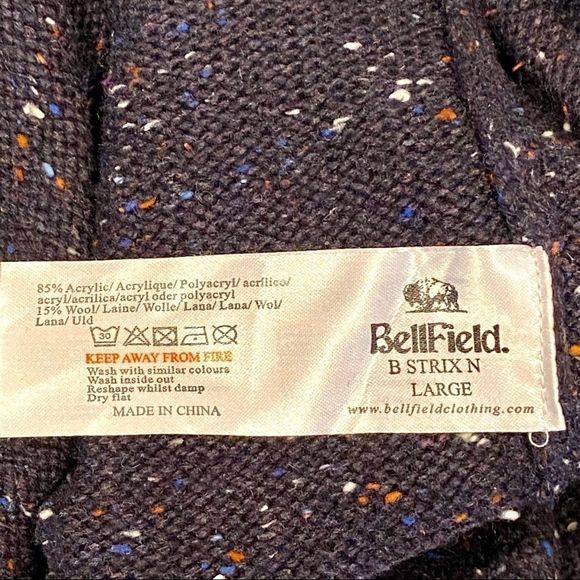 85% Acrylic/ Acrylique/ Polyacryl/ acrílico/
acryl/acrilica/acryl oder polyacryl
15% Wool/ Laine/ Wolle/ Lana/ Lana/ Wol/
Lana/ Uld
30
KEEP AWAY FROM FIRE
Wash with similar colours
Wash inside out
Reshape whilst damp
Dry flat
MADE IN CHINA
BellField.
B STRIX N
LARGE
www.bellfieldclothing.com